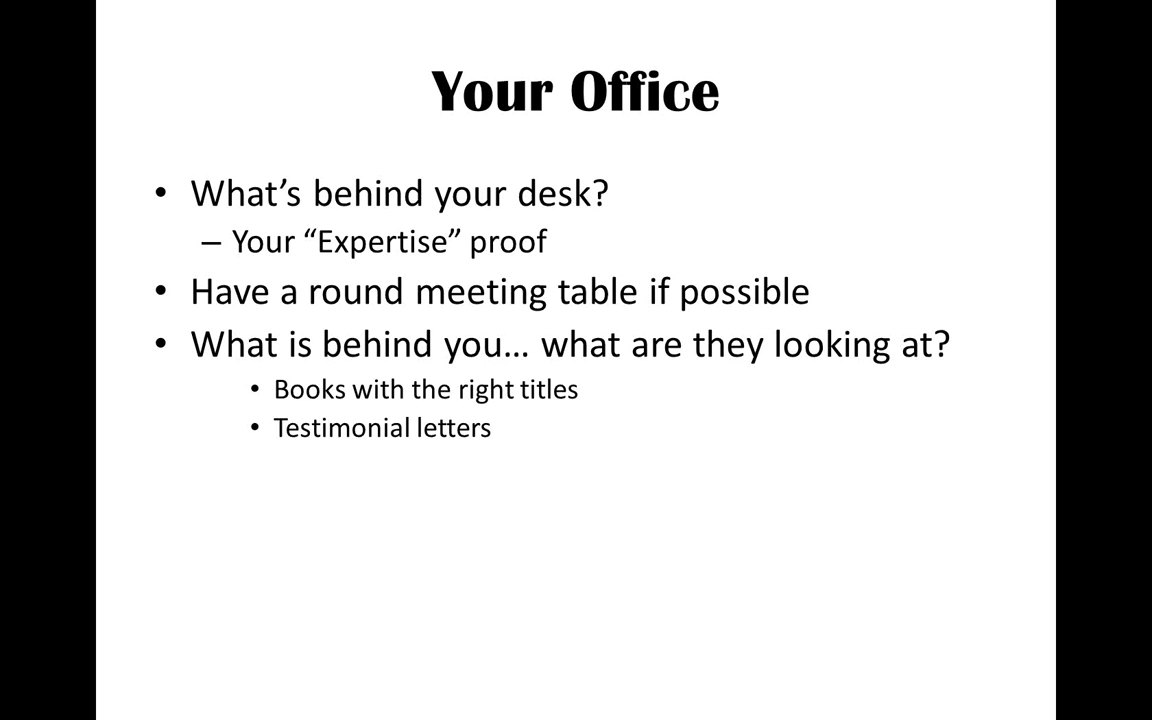 Your Office
• What’s behind your desk?
– Your “Expertise” proof
• Have a round meeting table if possible
• What is behind you… what are they looking at?
• Books with the right titles
• Testimonial letters